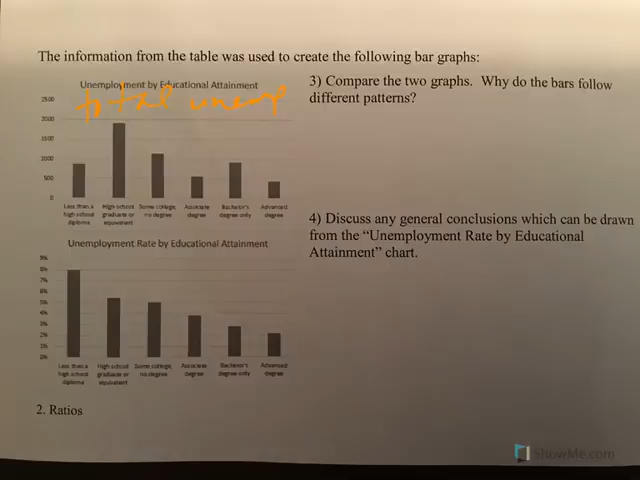 The information from the table was used to create the following bar graphs:
Unemployment by Educational Attainment
total unemp
2500
2000
1500
1000
500
0
Less than a high school diploma
High school graduate or equivalent
Some college, no degree
Associate degree
Bachelor's degree only
Advanced degree
Unemployment Rate by Educational Attainment
9%
8%
7%
6%
5%
4%
3%
2%
1%
0%
Less than a high school diploma
High school graduate or equivalent
Some college, no degree
Associate degree
Bachelor's degree only
Advanced degree
2. Ratios
3) Compare the two graphs. Why do the bars follow
different patterns?
4) Discuss any general conclusions which can be drawn
from the “Unemployment Rate by Educational
Attainment” chart.
ShowMe.com